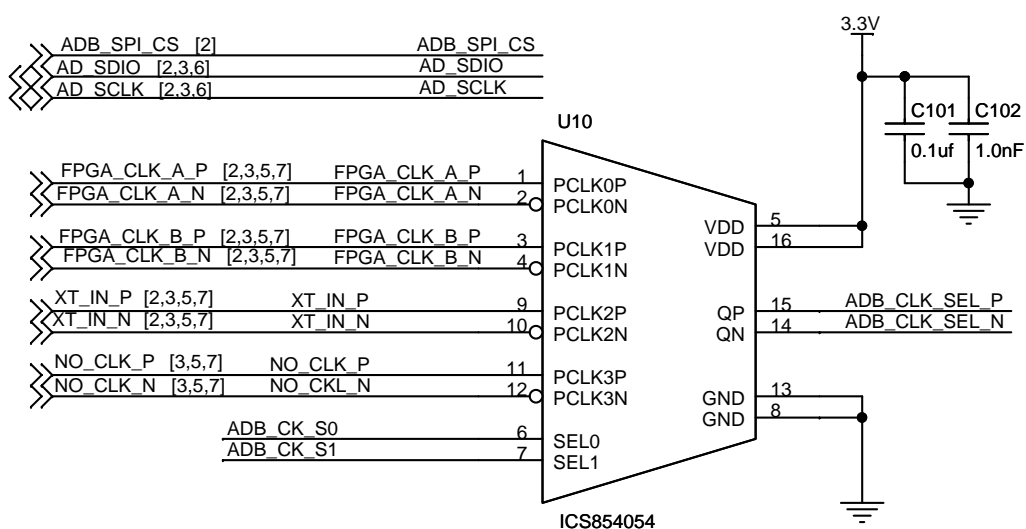 3.3V
ADB_SPI_CS [2] ADB_SPI_CS
AD_SDIO [2,3,6] AD_SDIO
AD_SCLK [2,3,6] AD_SCLK
C101 C102
0.1uf 1.0nF
U10
FPGA_CLK_A_P [2,3,5,7] FPGA_CLK_A_P 1 PCLK0P
FPGA_CLK_A_N [2,3,5,7] FPGA_CLK_A_N 2 PCLK0N
VDD 5
FPGA_CLK_B_P [2,3,5,7] FPGA_CLK_B_P 3 PCLK1P
VDD 16
FPGA_CLK_B_N [2,3,5,7] FPGA_CLK_B_N 4 PCLK1N
XT_IN_P [2,3,5,7] XT_IN_P 9 PCLK2P QP 15 ADB_CLK_SEL_P
XT_IN_N [2,3,5,7] XT_IN_N 10 PCLK2N QN 14 ADB_CLK_SEL_N
NO_CLK_P [3,5,7] NO_CLK_P 11 PCLK3P
NO_CLK_N [3,5,7] NO_CKL_N 12 PCLK3N GND 13
GND 8
ADB_CK_S0 6 SEL0
ADB_CK_S1 7 SEL1
ICS854054